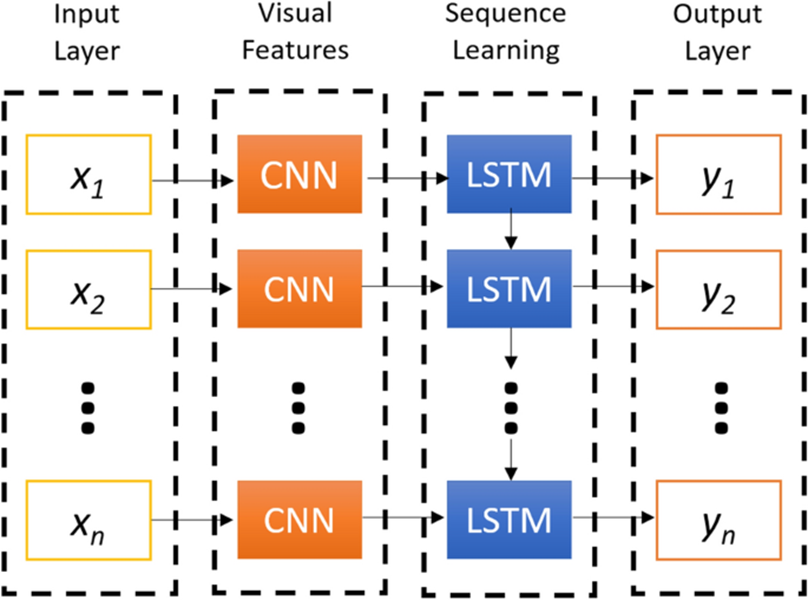 Input
Layer
Visual
Features
Sequence
Learning
Output
Layer
x1
CNN
LSTM
y1
x2
CNN
LSTM
y2
xn
CNN
LSTM
yn